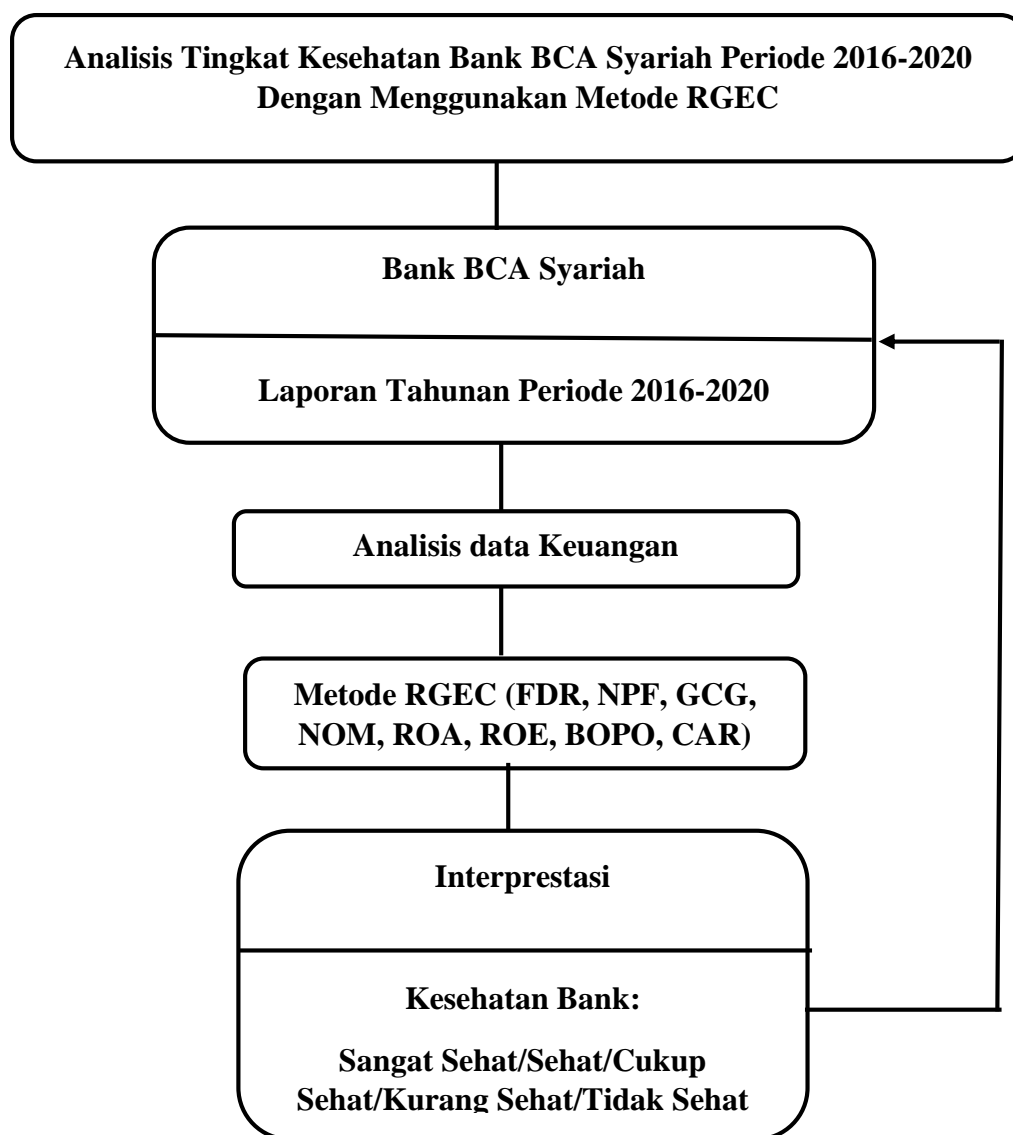 Analisis Tingkat Kesehatan Bank BCA Syariah Periode 2016-2020
Dengan Menggunakan Metode RGEC
Bank BCA Syariah
Laporan Tahunan Periode 2016-2020
Analisis data Keuangan
Metode RGEC (FDR, NPF, GCG,
NOM, ROA, ROE, BOPO, CAR)
Interprestasi
Kesehatan Bank:
Sangat Sehat/Sehat/Cukup
Sehat/Kurang Sehat/Tidak Sehat